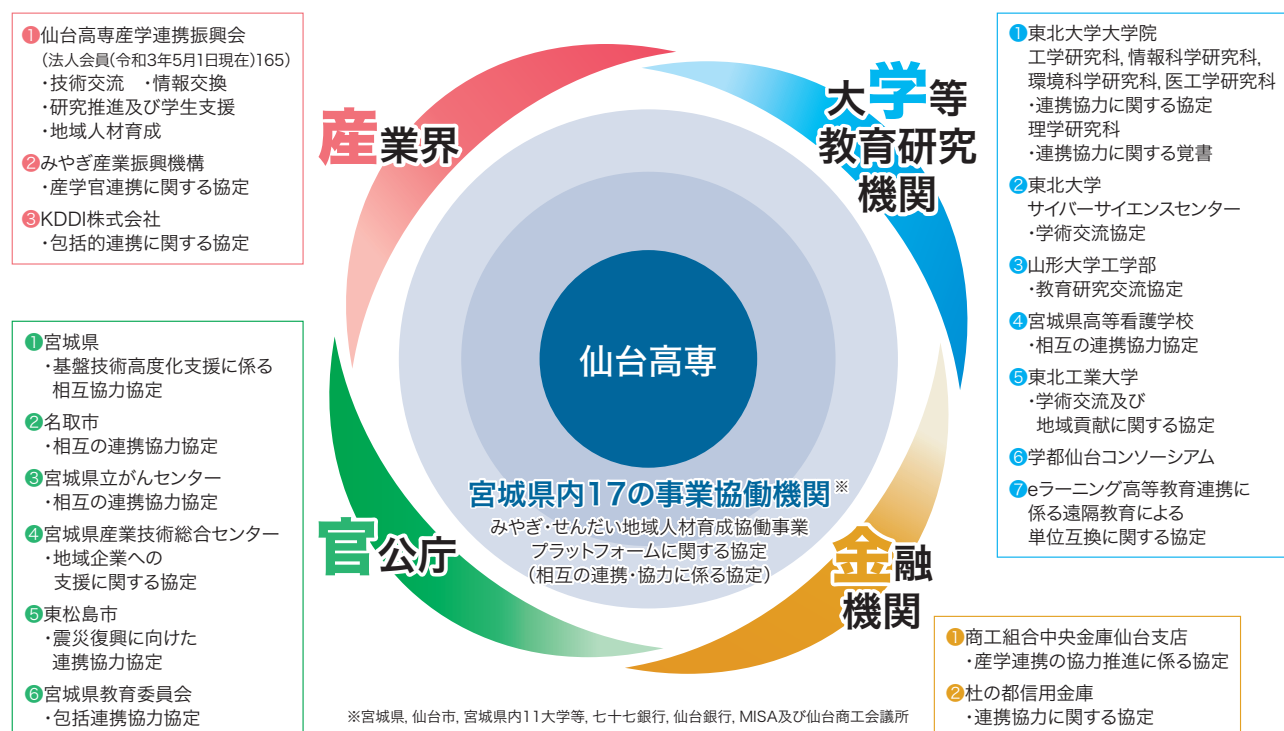 ❶仙台高専産学連携振興会
(法人会員(令和3年5月1日現在)165)
・技術交流　・情報交換
・研究推進及び学生支援
・地域人材育成
❷みやぎ産業振興機構
・産学官連携に関する協定
❸KDDI株式会社
・包括的連携に関する協定
産業界
大学等
教育研究
機関
❶東北大学大学院
工学研究科, 情報科学研究科,
環境科学研究科, 医工学研究科
・連携協力に関する協定
理学研究科
・連携協力に関する覚書
❷東北大学
サイバーサイエンスセンター
・学術交流協定
❸山形大学工学部
・教育研究交流協定
❹宮城県高等看護学校
・相互の連携協力協定
❺東北工業大学
・学術交流及び
地域貢献に関する協定
❻学都仙台コンソーシアム
❼eラーニング高等教育連携に
係る遠隔教育による
単位互換に関する協定
仙台高専
宮城県内17の事業協働機関※
みやぎ・せんだい地域人材育成協働事業
プラットフォームに関する協定
(相互の連携・協力に係る協定)
❶宮城県
・基盤技術高度化支援に係る
相互協力協定
❷名取市
・相互の連携協力協定
❸宮城県立がんセンター
・相互の連携協力協定
❹宮城県産業技術総合センター
・地域企業への
支援に関する協定
❺東松島市
・震災復興に向けた
連携協力協定
❻宮城県教育委員会
・包括連携協力協定
官公庁
金融
機関
❶商工組合中央金庫仙台支店
・産学連携の協力推進に係る協定
❷杜の都信用金庫
・連携協力に関する協定
※宮城県, 仙台市, 宮城県内11大学等, 七十七銀行, 仙台銀行, MISA及び仙台商工会議所